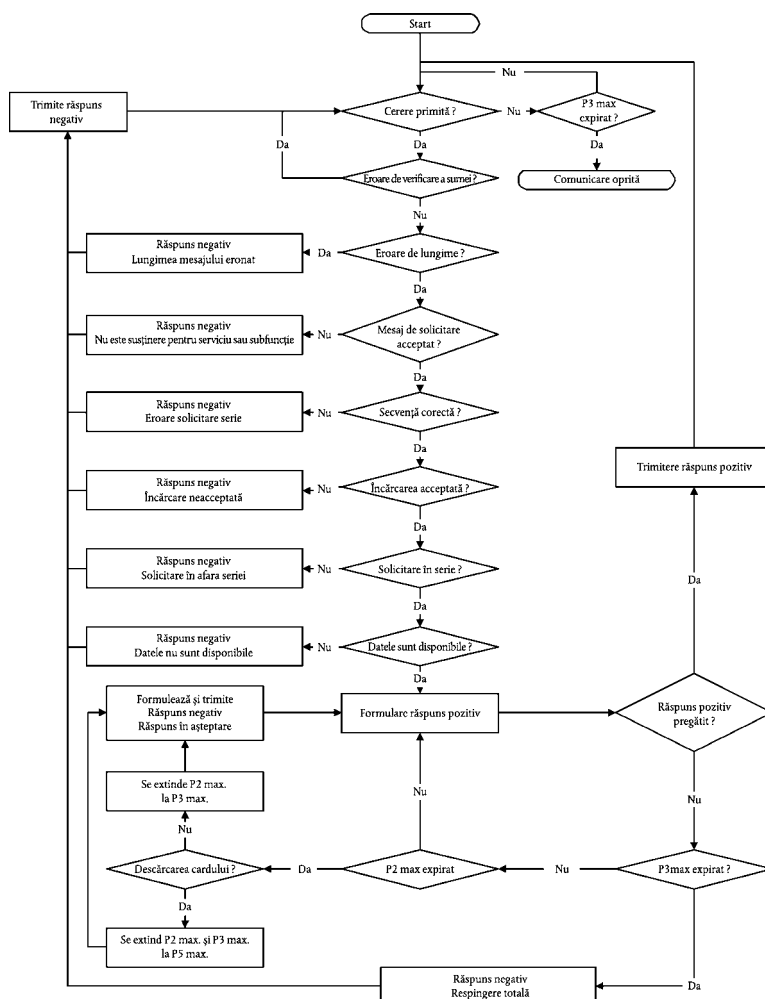 Start
Nu
Trimite răspuns
negativ
Cerere primită ?
Nu
P3 max
expirat ?
Da
Da
Da
Eroare de verificare a sumei ?
Comunicare oprită
Nu
Răspuns negativ
Lungimea mesajului eronat
Da
Eroare de lungime ?
Da
Răspuns negativ
Nu este susținere pentru serviciu sau subfuncție
Nu
Mesaj de solicitare
acceptat ?
Da
Răspuns negativ
Eroare solicitare serie
Nu
Secvență corectă ?
Da
Trimitere răspuns pozitiv
Răspuns negativ
Încărcare neacceptată
Nu
Încărcarea acceptată ?
Da
Răspuns negativ
Solicitare în afara seriei
Nu
Solicitare în serie ?
Da
Da
Răspuns negativ
Datele nu sunt disponibile
Nu
Datele sunt disponibile ?
Da
Formulează și trimite
Răspuns negativ
Răspuns în așteptare
Formulare răspuns pozitiv
Răspuns pozitiv
pregătit ?
Se extinde P2 max.
la P3 max.
Nu
Nu
Nu
Descărcarea cardului ?
Da
P2 max expirat
Nu
P3max expirat ?
Da
Se extind P2 max. și P3 max.
la P5 max.
Răspuns negativ
Respingere totală
Da